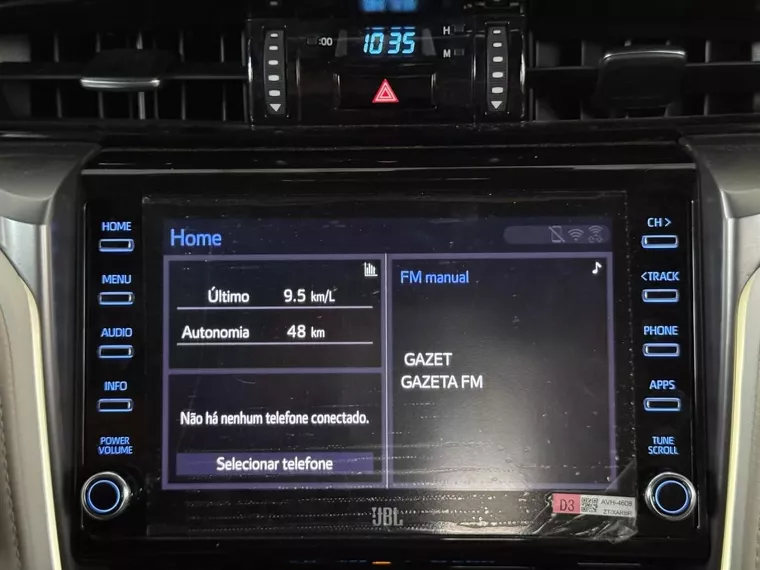 :00
10 35
H
M
HOME
MENU
AUDIO
INFO
POWER
VOLUME
Home
Último 9.5 km/L
Autonomia 48 km
Não há nenhum telefone conectado.
Selecionar telefone
FM manual
GAZET
GAZETA FM
CH >
< TRACK
PHONE
APPS
TUNE
SCROLL
JBL
D3